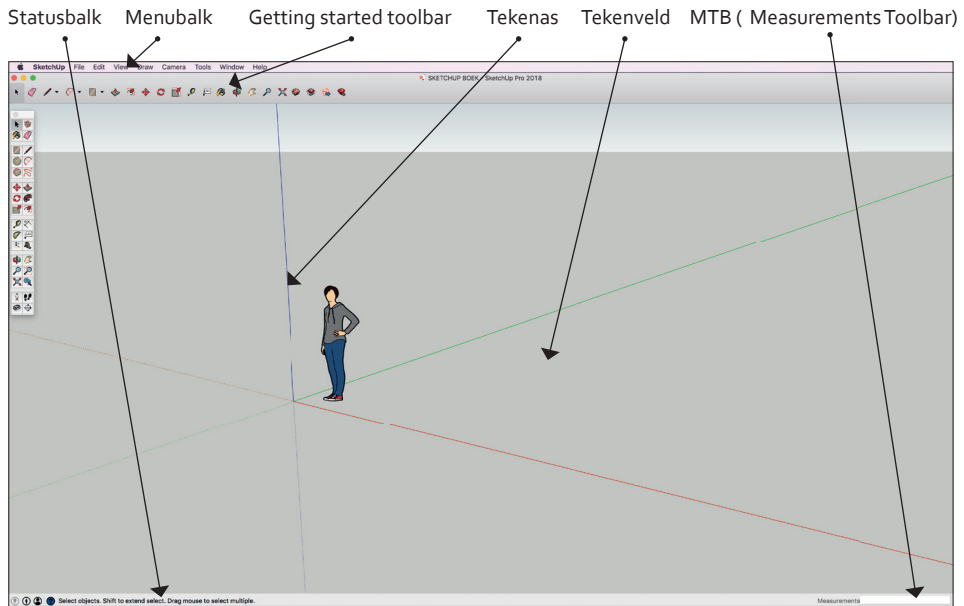 Statusbalk Menubalk Getting started toolbar Tekenas Tekenveld MTB ( Measurements Toolbar)
SketchUp File Edit View Draw Camera Tools Window Help
SKETCHUP BOEK - SketchUp Pro 2018
Select objects. Shift to extend select. Drag mouse to select multiple. Measurements